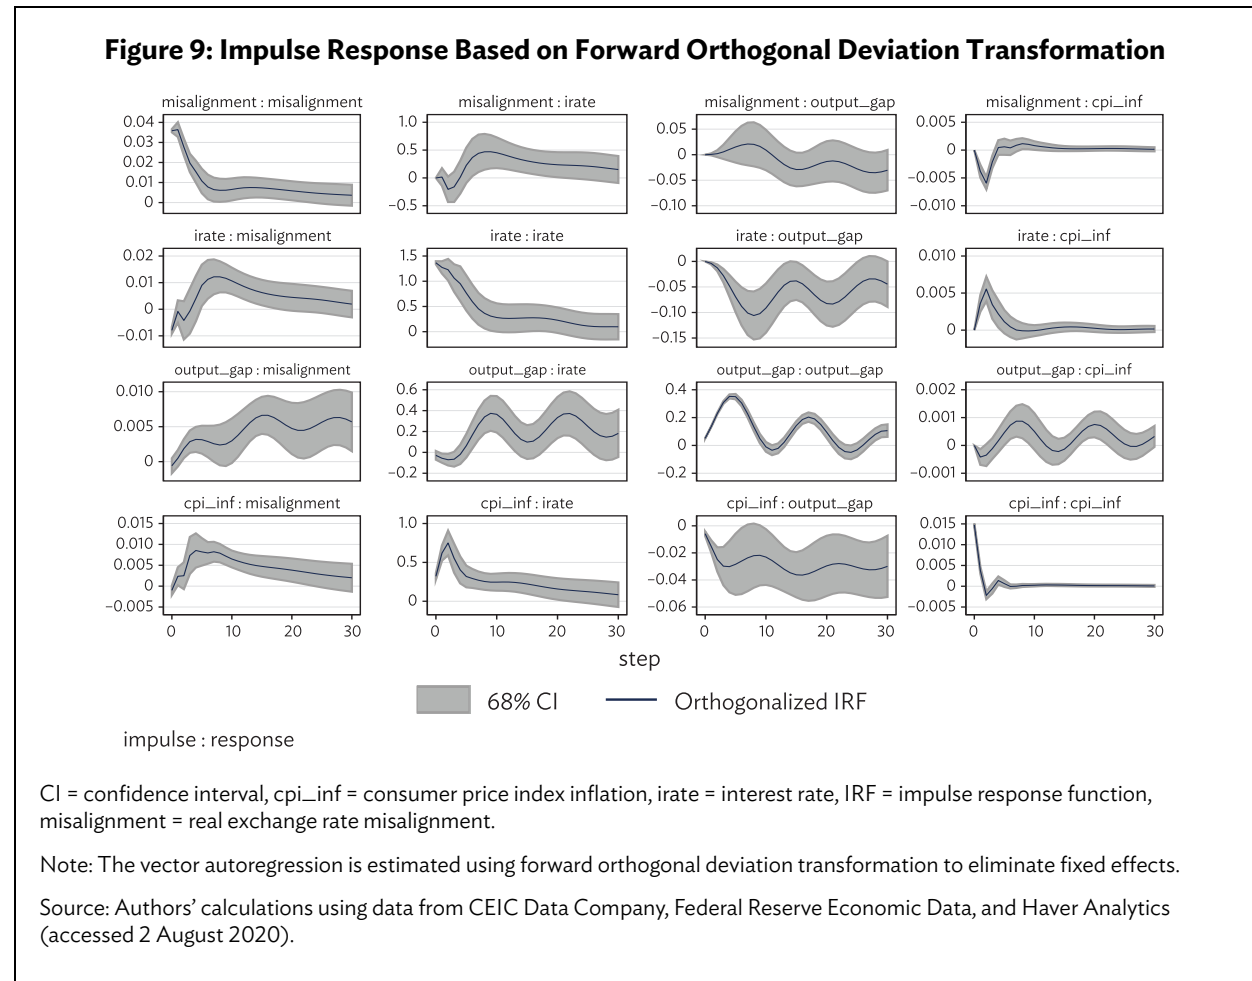 Figure 9: Impulse Response Based on Forward Orthogonal Deviation Transformation
misalignment : misalignment
misalignment : irate
misalignment : output_gap
misalignment : cpi_inf
0.04
0.03
0.02
0.01
0
1.0
0.5
0
−0.5
0.05
0
−0.05
−0.10
0.005
0
−0.005
−0.010
irate : misalignment
irate : irate
irate : output_gap
irate : cpi_inf
0.02
0.01
0
−0.01
1.5
1.0
0.5
0
0
−0.05
−0.10
−0.15
0.010
0.005
0
output_gap : misalignment
output_gap : irate
output_gap : output_gap
output_gap : cpi_inf
0.010
0.005
0
0.6
0.4
0.2
0
−0.2
0.4
0.2
0
−0.2
0.002
0.001
0
−0.001
cpi_inf : misalignment
cpi_inf : irate
cpi_inf : output_gap
cpi_inf : cpi_inf
0.015
0.010
0.005
0
−0.005
1.0
0.5
0
0
−0.02
−0.04
−0.06
0.015
0.010
0.005
0
−0.005
0 10 20 30
0 10 20 30
0 10 20 30
0 10 20 30
step
68% CI
Orthogonalized IRF
impulse : response
CI = confidence interval, cpi_inf = consumer price index inflation, irate = interest rate, IRF = impulse response function,
misalignment = real exchange rate misalignment.
Note: The vector autoregression is estimated using forward orthogonal deviation transformation to eliminate fixed effects.
Source: Authors' calculations using data from CEIC Data Company, Federal Reserve Economic Data, and Haver Analytics
(accessed 2 August 2020).